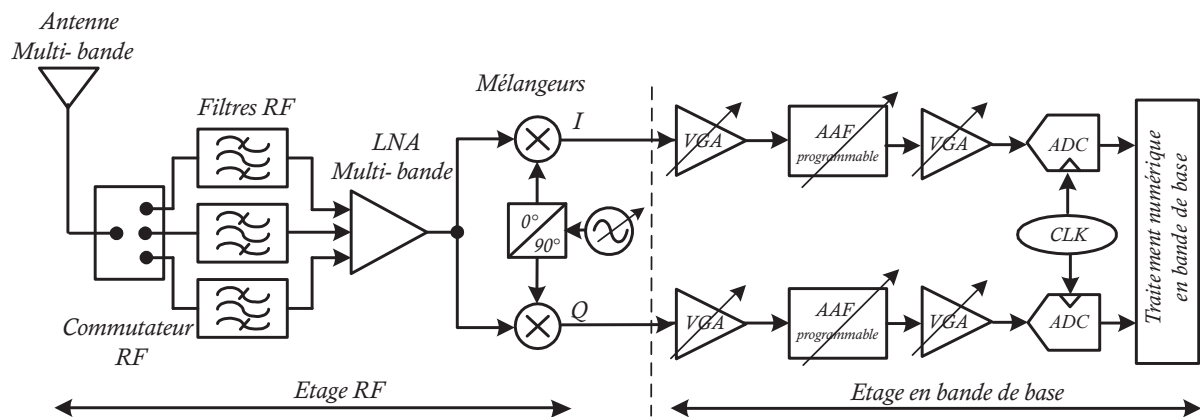 Antenne
Multi- bande
Filtres RF
LNA
Multi- bande
Mélangeurs
I
VGA
AAF
programmable
VGA
ADC
0°
90°
CLK
Q
VGA
AAF
programmable
VGA
ADC
Commutateur
RF
Traitement numérique
en bande de base
Etage RF
Etage en bande de base